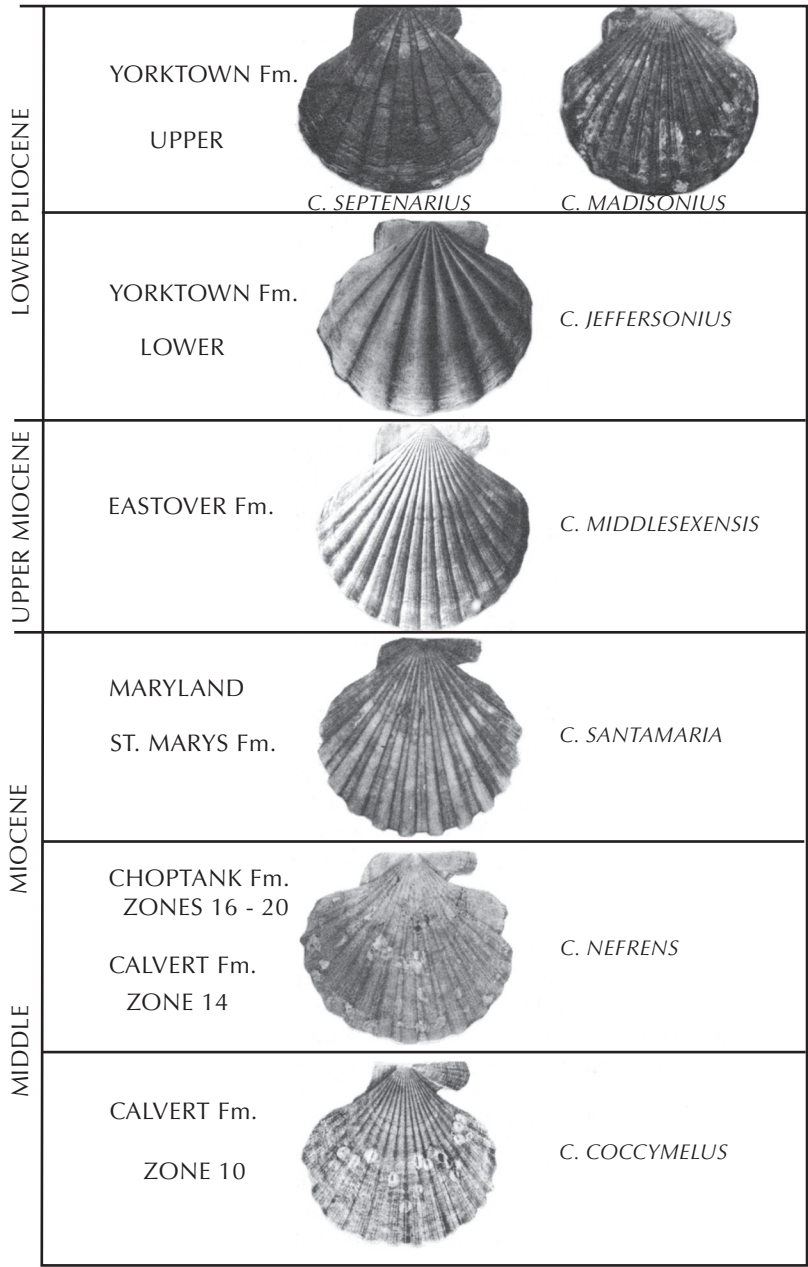 LOWER PLIOCENE
YORKTOWN Fm.
UPPER
C. SEPTENARIUS
C. MADISONIUS
YORKTOWN Fm.
LOWER
C. JEFFERSONIUS
UPPER MIOCENE
EASTOVER Fm.
C. MIDDLESEXENSIS
MIDDLE MIOCENE
MARYLAND
ST. MARYS Fm.
C. SANTAMARIA
CHOPTANK Fm.
ZONES 16 - 20
CALVERT Fm.
ZONE 14
C. NEFRENS
CALVERT Fm.
ZONE 10
C. COCCYMELUS